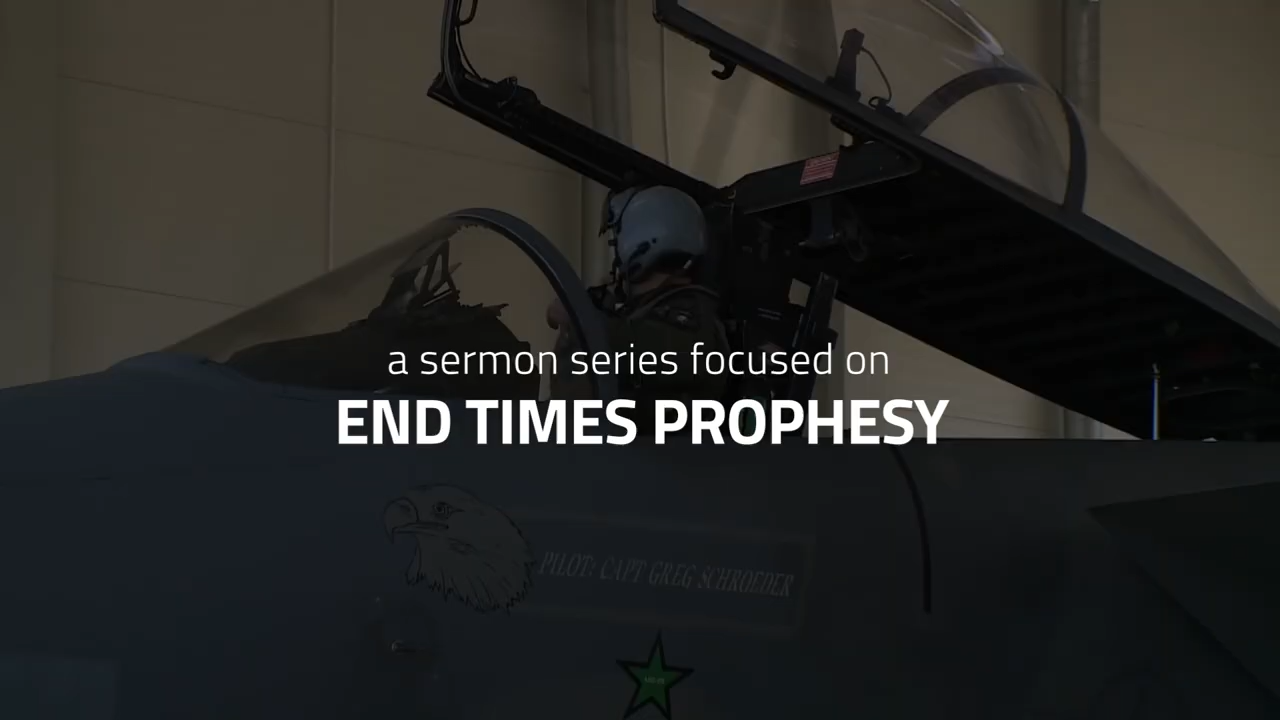 a sermon series focused on
END TIMES PROPHESY
PILOT: CAPT GREG SCHROEDER